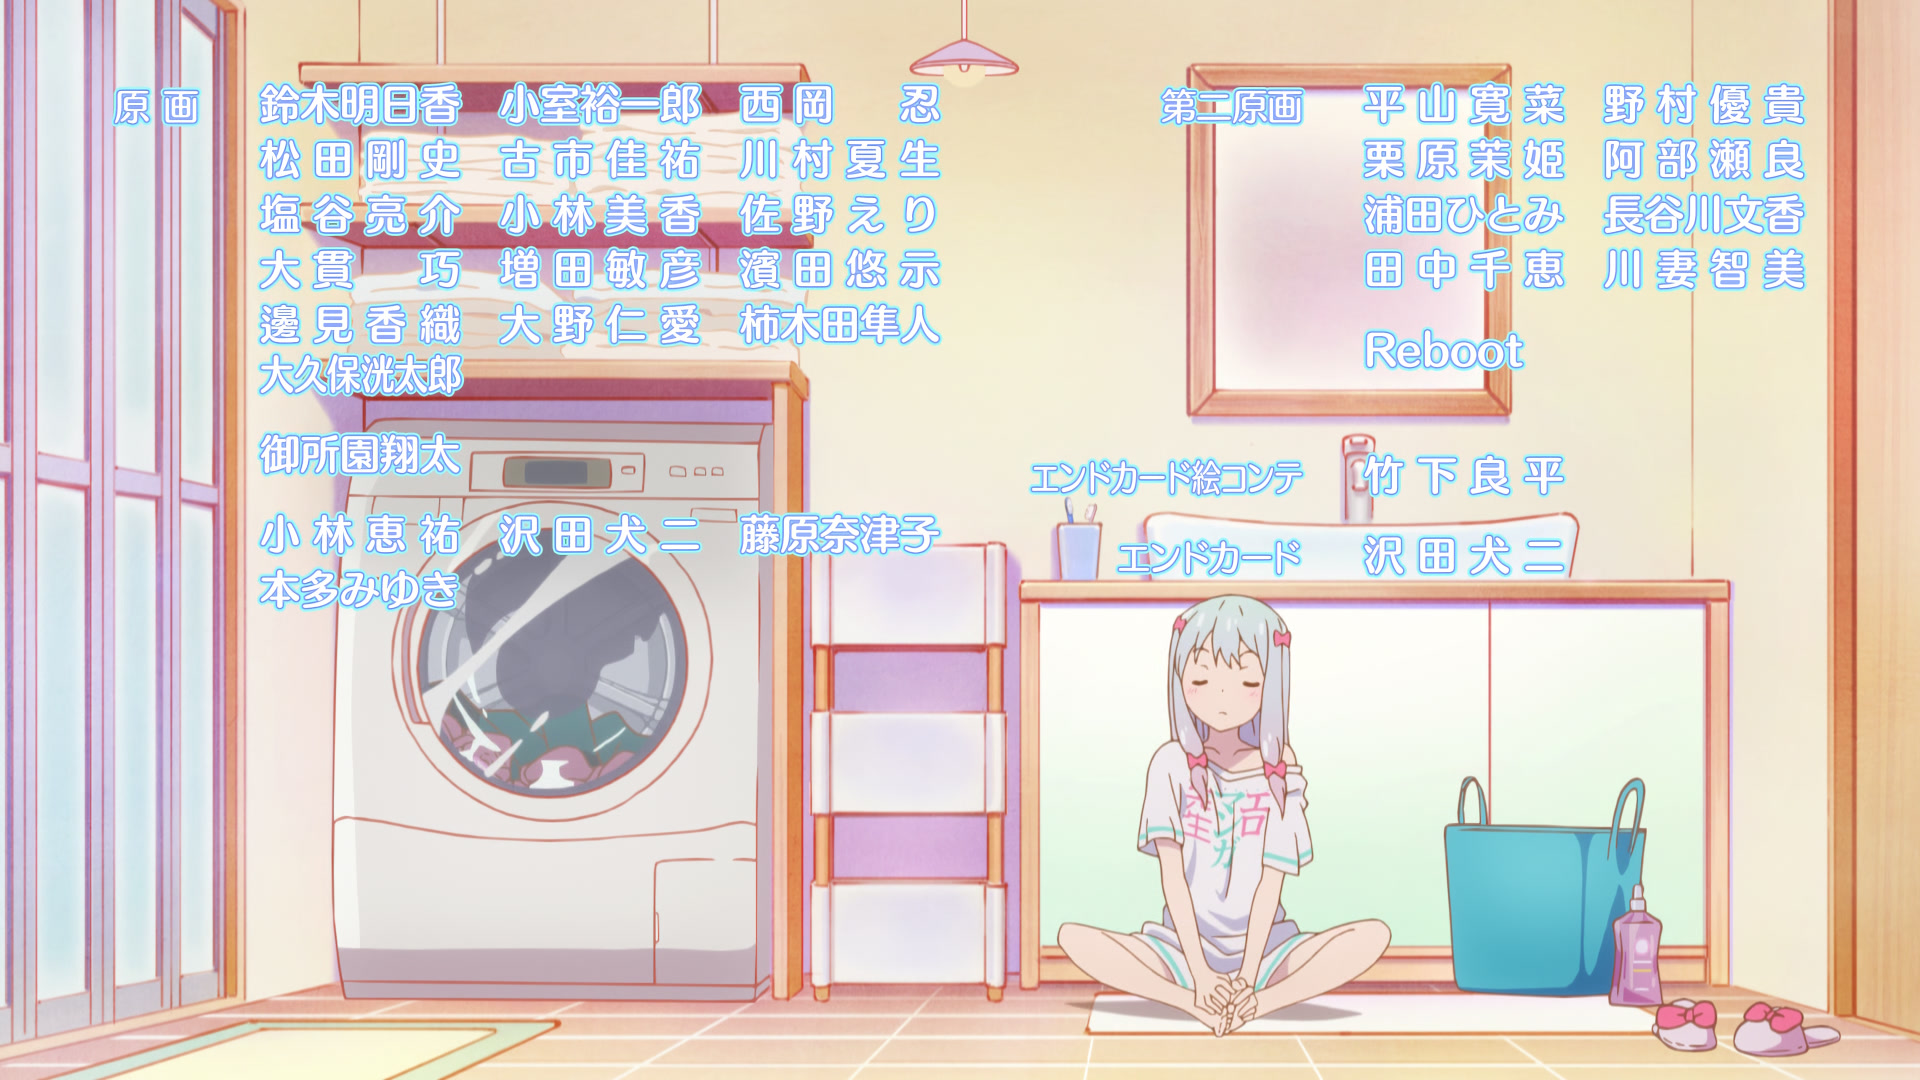 原画 鈴木明日香 小室裕一郎 西岡 忍
松田剛史 古市佳祐 川村夏生
塩谷亮介 小林美香 佐野えり
大貫 巧 増田敏彦 濱田悠示
邊見香織 大野仁愛 柿木田隼人
大久保洸太郎
御所園翔太
小林恵祐 沢田犬二 藤原奈津子
本多みゆき
第二原画 平山寛菜 野村優貴
栗原茉姫 阿部瀬良
浦田ひとみ 長谷川文香
田中千恵 川妻智美
Reboot
エンドカード絵コンテ 竹下良平
エンドカード 沢田犬二
エロ
マンガ
先生